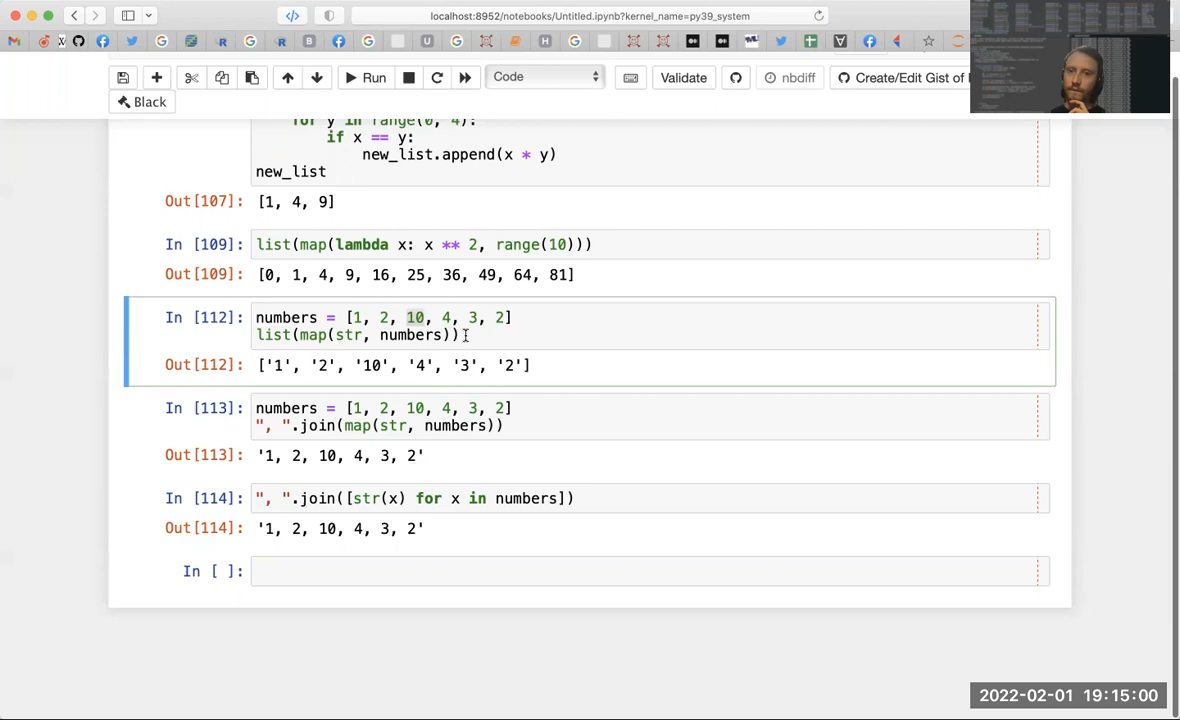 localhost:8952/notebooks/Untitled.ipynb?kernel_name=py39_system
Run
Code
Validate
nbdiff
Create/Edit Gist of
Black
for y in range(0, 4):
if x == y:
new_list.append(x * y)
new_list
Out[107]: [1, 4, 9]
In [109]: list(map(lambda x: x ** 2, range(10)))
Out[109]: [0, 1, 4, 9, 16, 25, 36, 49, 64, 81]
In [112]: numbers = [1, 2, 10, 4, 3, 2]
list(map(str, numbers))
Out[112]: ['1', '2', '10', '4', '3', '2']
In [113]: numbers = [1, 2, 10, 4, 3, 2]
", ".join(map(str, numbers))
Out[113]: '1, 2, 10, 4, 3, 2'
In [114]: ", ".join([str(x) for x in numbers])
Out[114]: '1, 2, 10, 4, 3, 2'
In [ ]:
2022-02-01 19:15:00